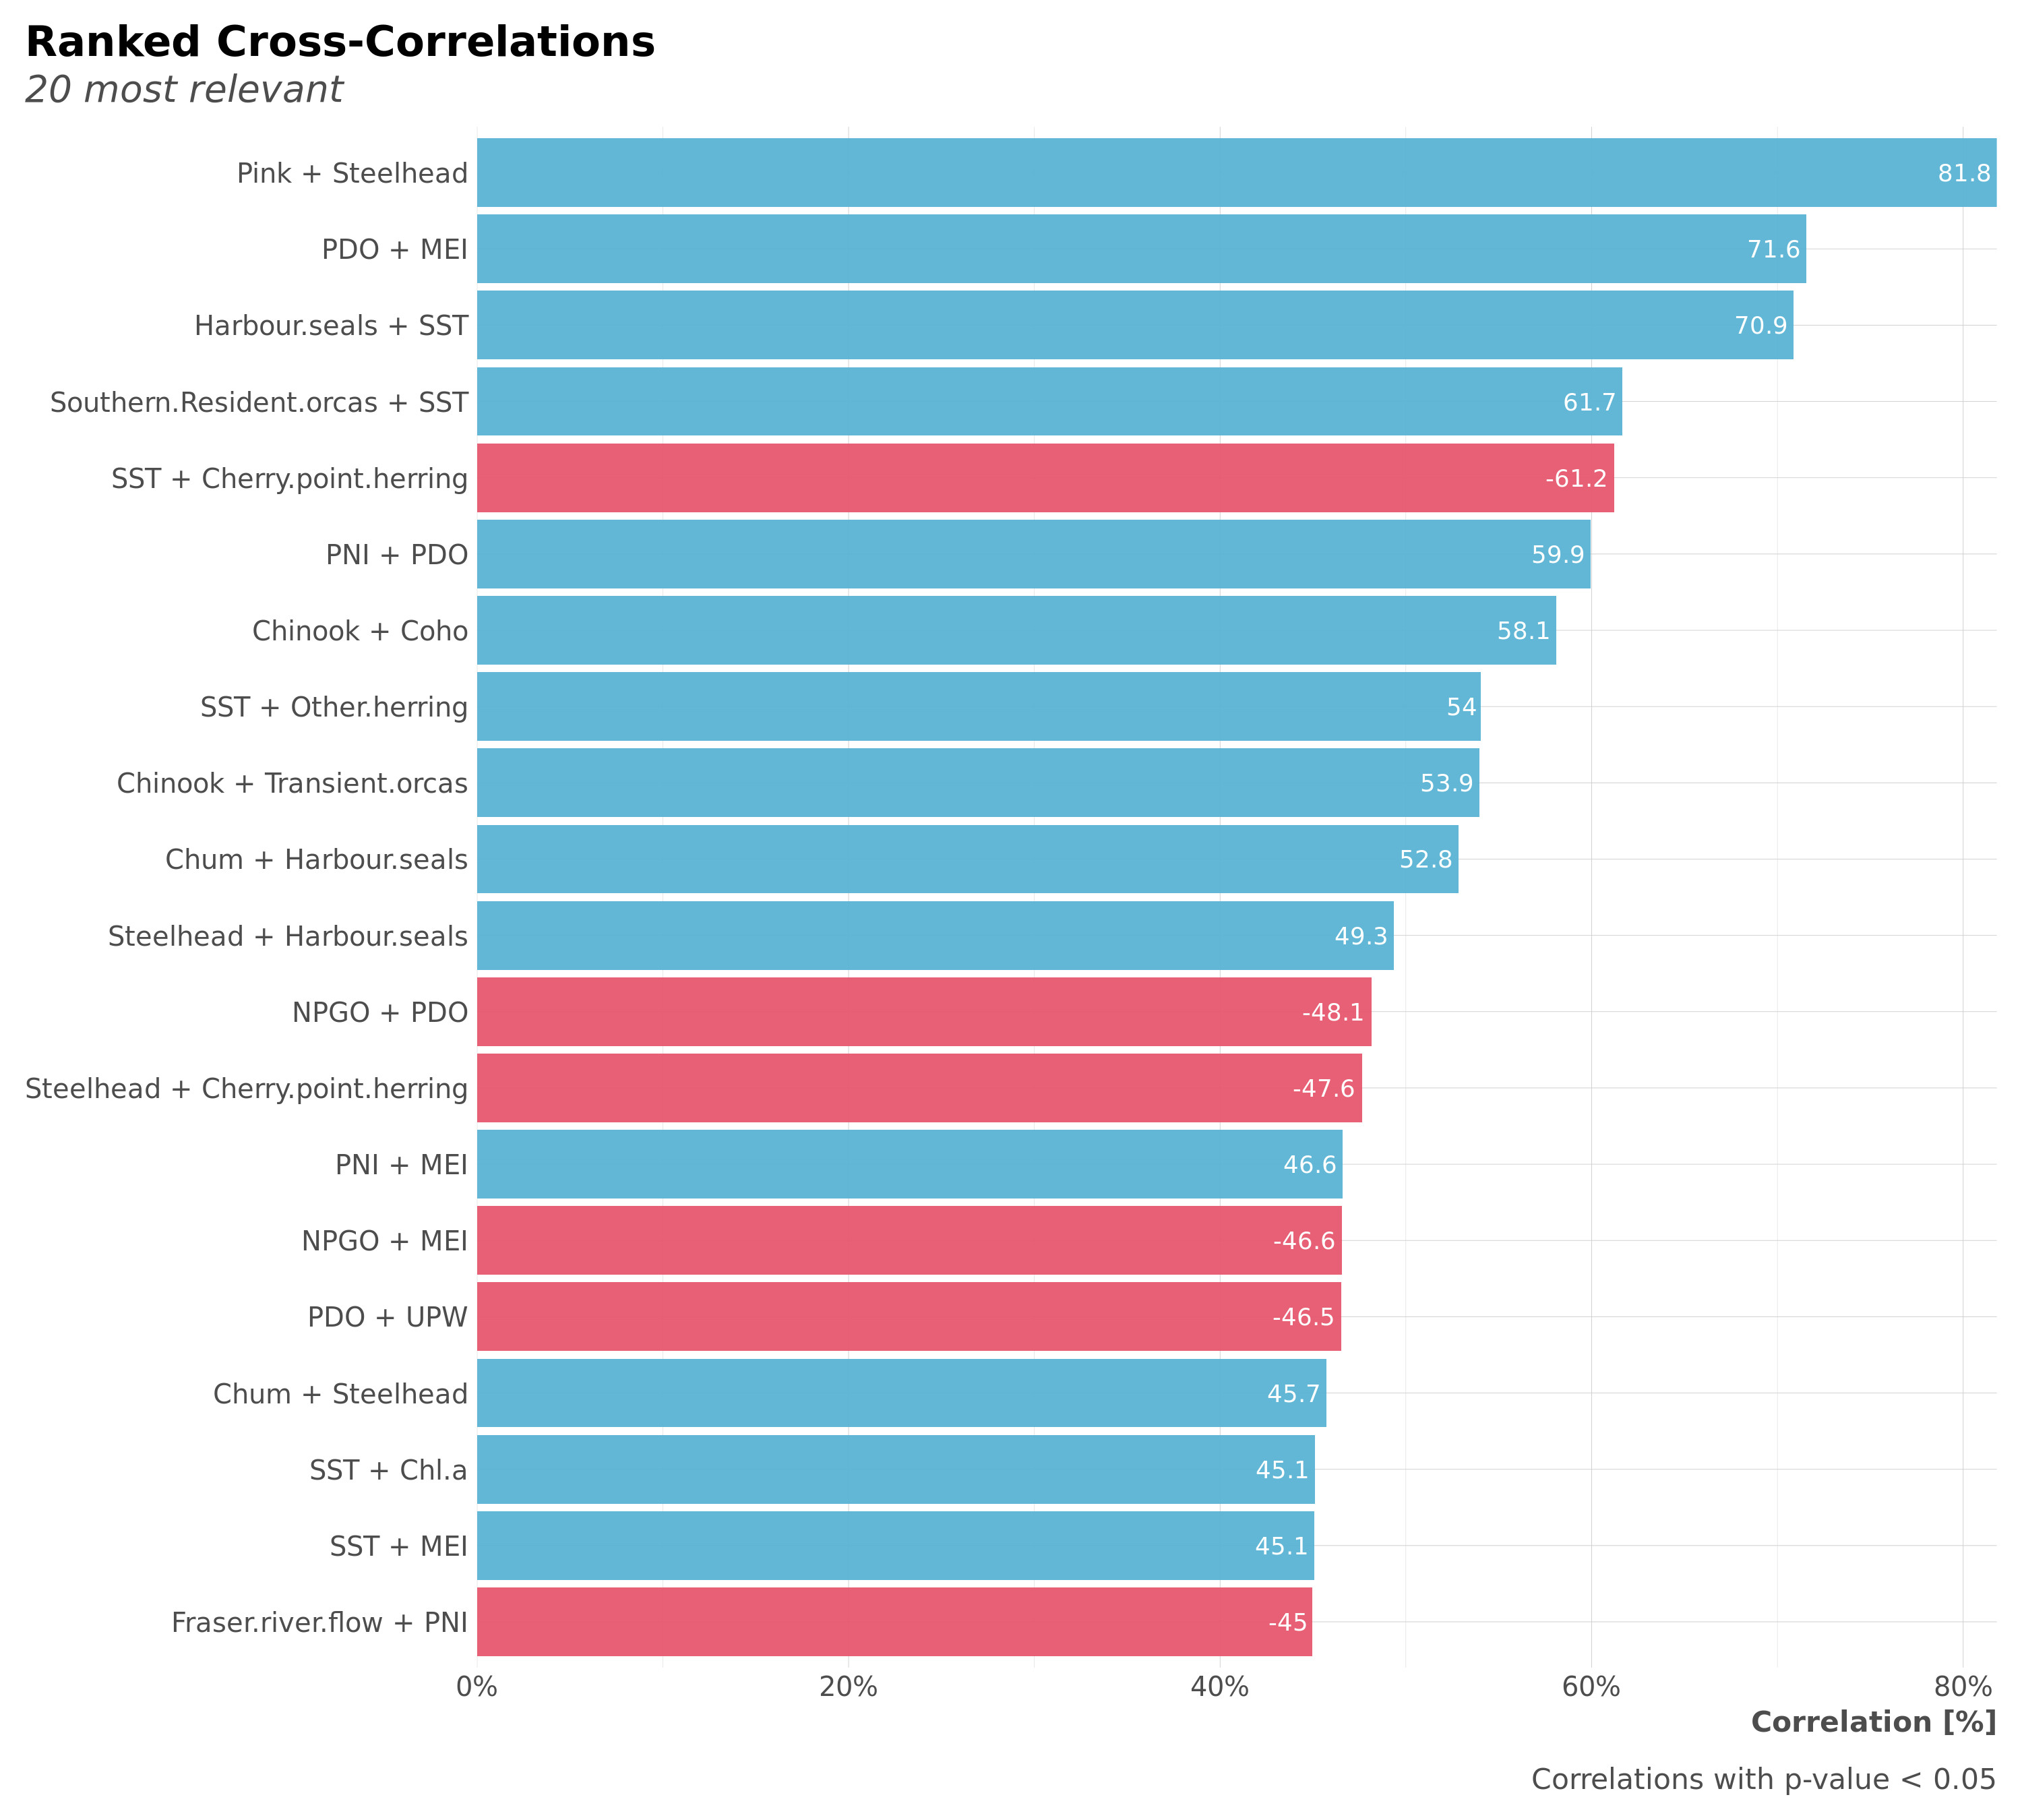 Ranked Cross-Correlations
20 most relevant
Pink + Steelhead 81.8
PDO + MEI 71.6
Harbour.seals + SST 70.9
Southern.Resident.orcas + SST 61.7
SST + Cherry.point.herring -61.2
PNI + PDO 59.9
Chinook + Coho 58.1
SST + Other.herring 54
Chinook + Transient.orcas 53.9
Chum + Harbour.seals 52.8
Steelhead + Harbour.seals 49.3
NPGO + PDO -48.1
Steelhead + Cherry.point.herring -47.6
PNI + MEI 46.6
NPGO + MEI -46.6
PDO + UPW -46.5
Chum + Steelhead 45.7
SST + Chl.a 45.1
SST + MEI 45.1
Fraser.river.flow + PNI -45
0% 20% 40% 60% 80%
Correlation [%]
Correlations with p-value < 0.05